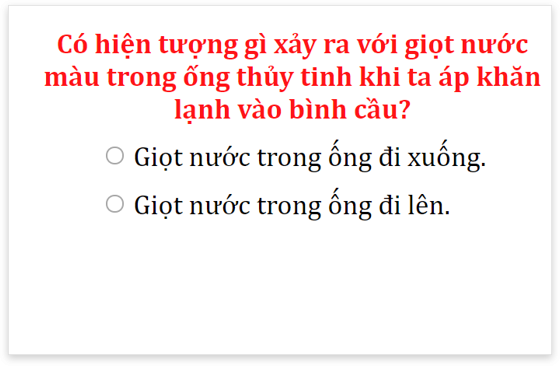 Có hiện tượng gì xảy ra với giọt nước
màu trong ống thủy tinh khi ta áp khăn
lạnh vào bình cầu?
Giọt nước trong ống đi xuống.
Giọt nước trong ống đi lên.